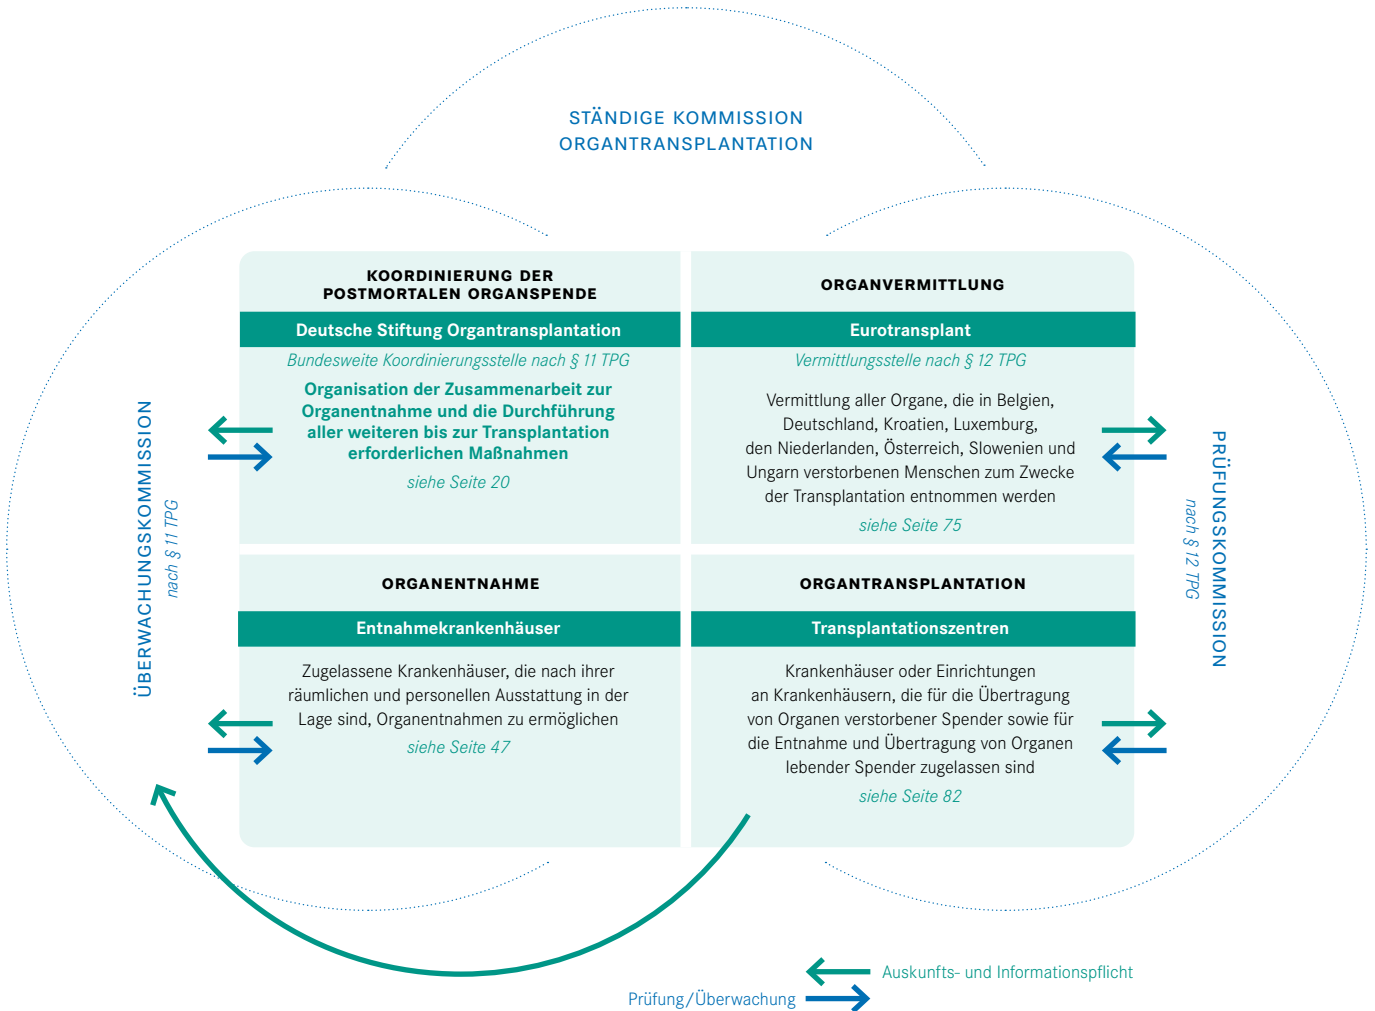 STÄNDIGE KOMMISSION
ORGANTRANSPLANTATION
ÜBERWACHUNGSKOMMISSION
nach § 11 TPG
KOORDINIERUNG DER
POSTMORTALEN ORGANSPENDE
Deutsche Stiftung Organtransplantation
Bundesweite Koordinierungsstelle nach § 11 TPG
Organisation der Zusammenarbeit zur
Organentnahme und die Durchführung
aller weiteren bis zur Transplantation
erforderlichen Maßnahmen
siehe Seite 20
ORGANVERMITTLUNG
Eurotransplant
Vermittlungsstelle nach § 12 TPG
Vermittlung aller Organe, die in Belgien,
Deutschland, Kroatien, Luxemburg,
den Niederlanden, Österreich, Slowenien und
Ungarn verstorbenen Menschen zum Zwecke
der Transplantation entnommen werden
siehe Seite 75
ORGANENTNAHME
Entnahmekrankenhäuser
Zugelassene Krankenhäuser, die nach ihrer
räumlichen und personellen Ausstattung in der
Lage sind, Organentnahmen zu ermöglichen
siehe Seite 47
ORGANTRANSPLANTATION
Transplantationszentren
Krankenhäuser oder Einrichtungen
an Krankenhäusern, die für die Übertragung
von Organen verstorbener Spender sowie für
die Entnahme und Übertragung von Organen
lebender Spender zugelassen sind
siehe Seite 82
PRÜFUNGSKOMMISSION
nach § 12 TPG
Auskunfts- und Informationspflicht
Prüfung/Überwachung